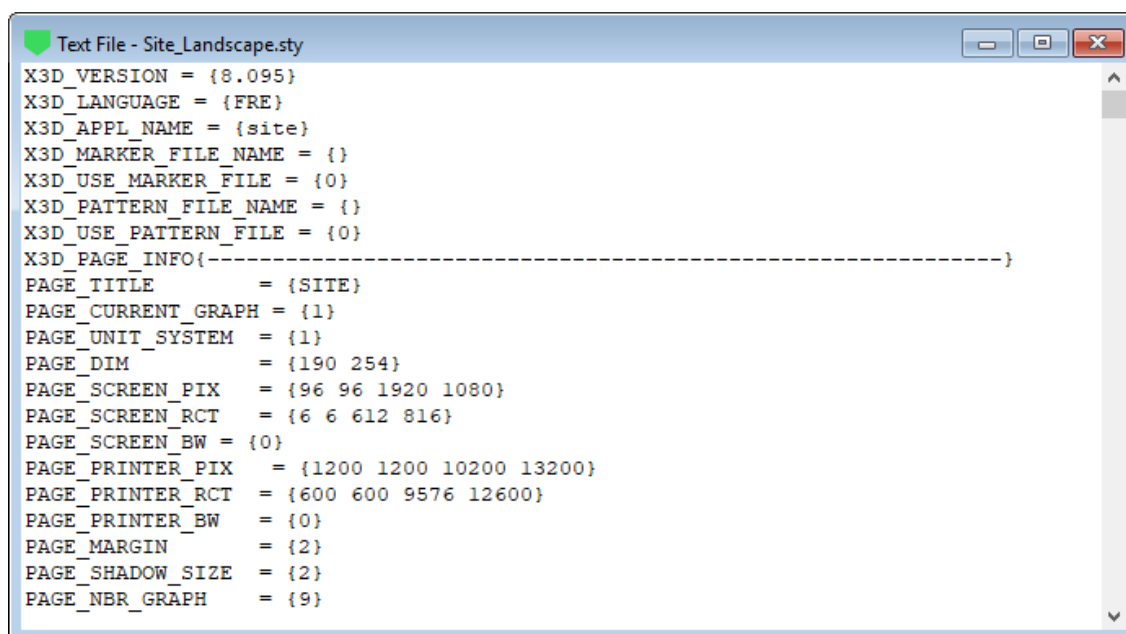 Text File - Site_Landscape.sty
X3D_VERSION = {8.095}
X3D_LANGUAGE = {FRE}
X3D_APPL_NAME = {site}
X3D_MARKER_FILE_NAME = {}
X3D_USE_MARKER_FILE = {0}
X3D_PATTERN_FILE_NAME = {}
X3D_USE_PATTERN_FILE = {0}
X3D_PAGE_INFO{-------------------------------------------------------------}
PAGE_TITLE        = {SITE}
PAGE_CURRENT_GRAPH = {1}
PAGE_UNIT_SYSTEM  = {1}
PAGE_DIM          = {190 254}
PAGE_SCREEN_PIX   = {96 96 1920 1080}
PAGE_SCREEN_RCT   = {6 6 612 816}
PAGE_SCREEN_BW = {0}
PAGE_PRINTER_PIX   = {1200 1200 10200 13200}
PAGE_PRINTER_RCT  = {600 600 9576 12600}
PAGE_PRINTER_BW   = {0}
PAGE_MARGIN       = {2}
PAGE_SHADOW_SIZE  = {2}
PAGE_NBR_GRAPH    = {9}